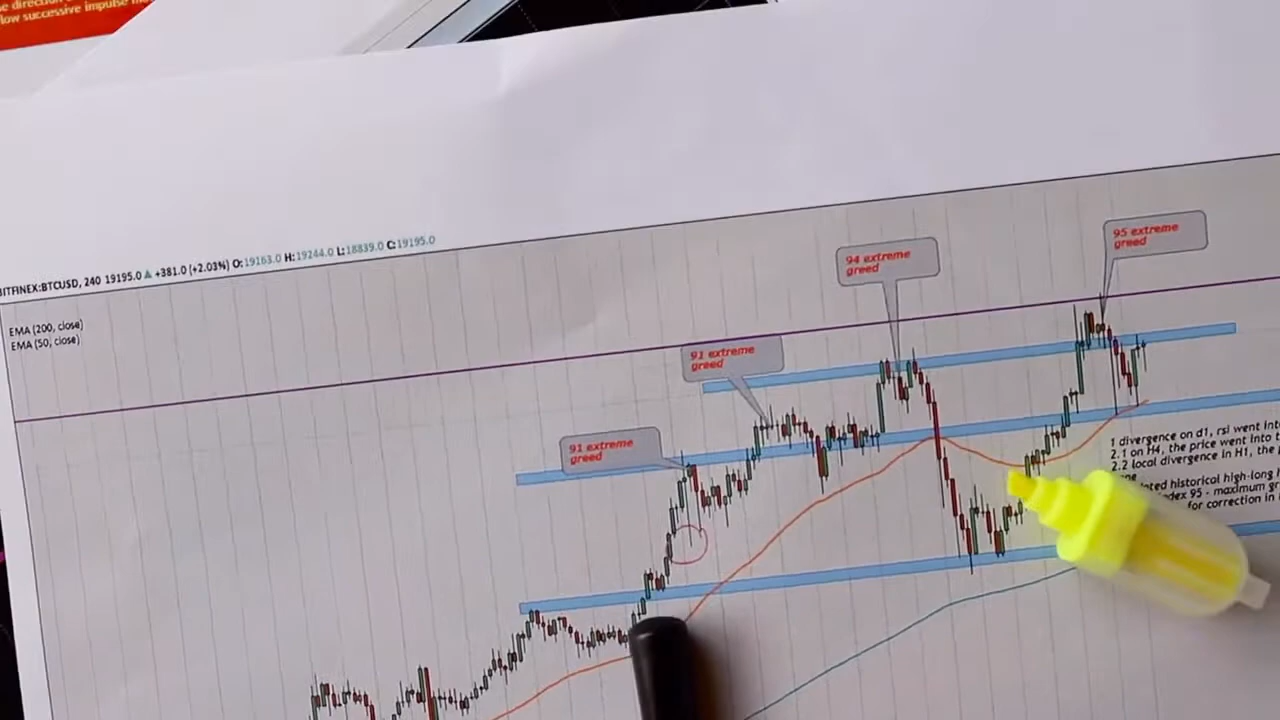 e direction
low successive impulse
BITFINEX:BTCUSD, 240 19195.0 ▲ +381.0 (+2.03%) O:19163.0 H:19244.0 L:18839.0 C:19195.0
EMA (200, close)
EMA (50, close)
95 extreme
greed
94 extreme
greed
91 extreme
greed
91 extreme
greed
1 divergence on d1, rsi went
2.1 on H4, the price went into
2.2 local divergence in H1, the
historical high-long
95 - maximum
for correction in